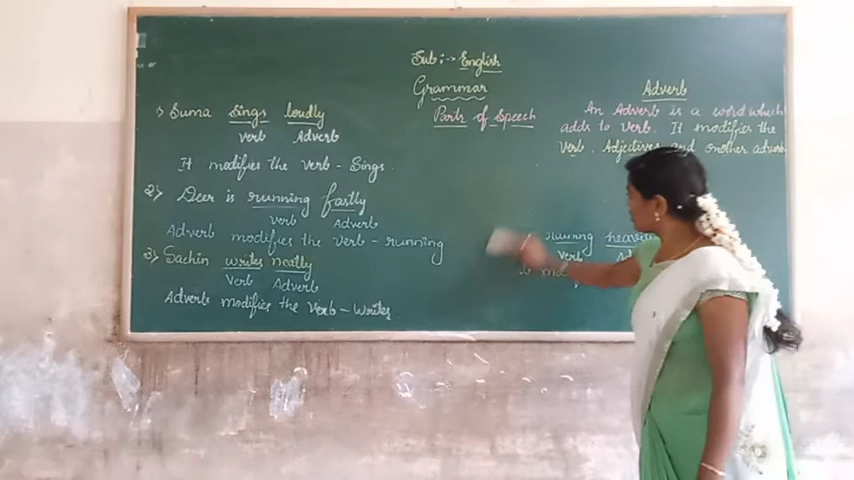 Sub:- English
Grammar
Parts of Speech
1) Suma Sings loudly
verb Adverb
It modifies the verb - Sings.
2) Deer is running fastly
verb Adverb
Adverb modifies the verb - running
3) Sachin writes neatly
Verb Adverb
Adverb modifies the verb - Writes.
Adverb
An Adverb is a word which
adds to verb. It modifies the
Verb, Adjectives and another adverb
verb